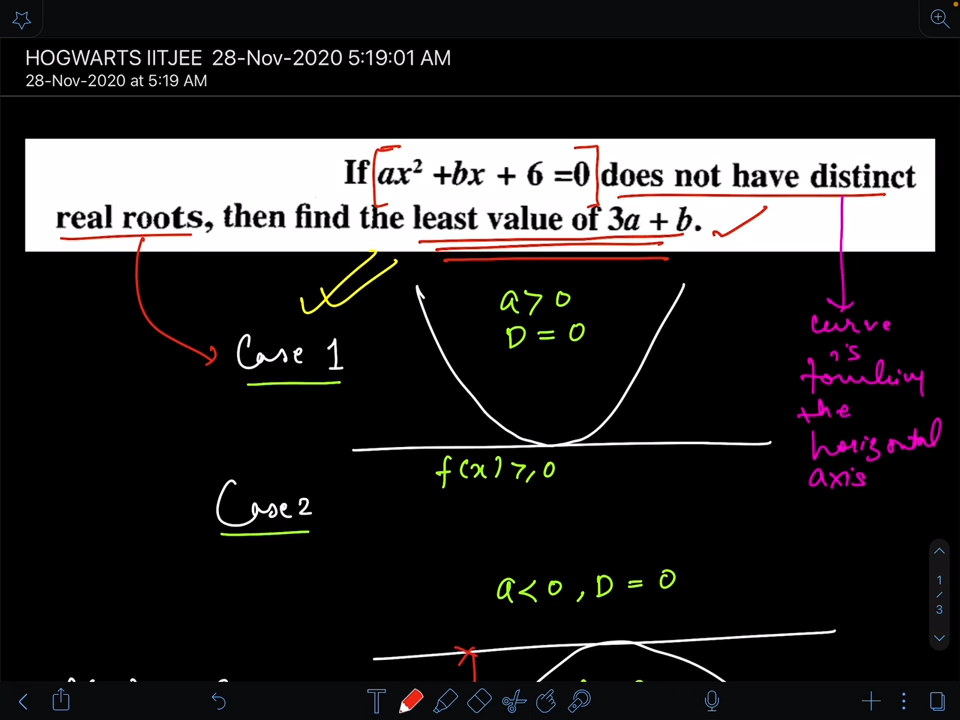 HOGWARTS IITJEE 28-Nov-2020 5:19:01 AM
28-Nov-2020 at 5:19 AM
If ax² +bx + 6 =0 does not have distinct
real roots, then find the least value of 3a + b.
a > 0
D = 0
Case 1
f(x) ≥ 0
curve
is
touching
the
horizontal
axis
Case 2
a < 0 , D = 0
1
/
3